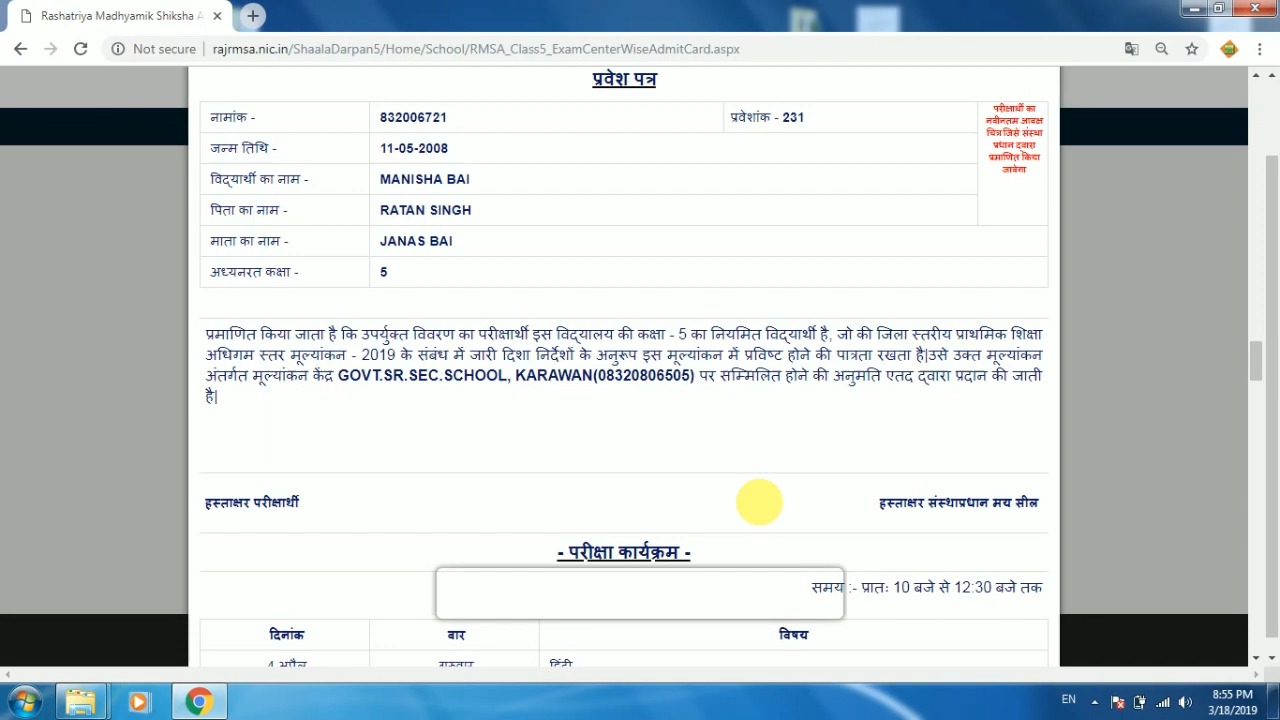 Rashatriya Madhyamik Shiksha A
Not secure | rajrmsa.nic.in/ShaalaDarpan5/Home/School/RMSA_Class5_ExamCenterWiseAdmitCard.aspx
प्रवेश पत्र
नामांक - 832006721 प्रवेशांक - 231
परीक्षार्थी का
नवीनतम आवक्ष
चित्र जिसे संस्था
प्रधान द्वारा
प्रमाणित किया
जावेगा
जन्म तिथि - 11-05-2008
विद्यार्थी का नाम - MANISHA BAI
पिता का नाम - RATAN SINGH
माता का नाम - JANAS BAI
अध्यनरत कक्षा - 5
प्रमाणित किया जाता है कि उपर्युक्त विवरण का परीक्षार्थी इस विद्यालय की कक्षा - 5 का नियमित विद्यार्थी है, जो की जिला स्तरीय प्राथमिक शिक्षा
अधिगम स्तर मूल्यांकन - 2019 के संबंध में जारी दिशा निर्देशों के अनुरूप इस मूल्यांकन में प्रविष्ट होने की पात्रता रखता है|उसे उक्त मूल्यांकन
अंतर्गत मूल्यांकन केंद्र GOVT.SR.SEC.SCHOOL, KARAWAN(08320806505) पर सम्मिलित होने की अनुमति एतद द्वारा प्रदान की जाती
है|
हस्ताक्षर परीक्षार्थी हस्ताक्षर संस्थाप्रधान मय सील
- परीक्षा कार्यक्रम -
समय :- प्रातः 10 बजे से 12:30 बजे तक
दिनांक वार विषय
4 अप्रैल गुरुवार हिंदी
EN
8:55 PM
3/18/2019